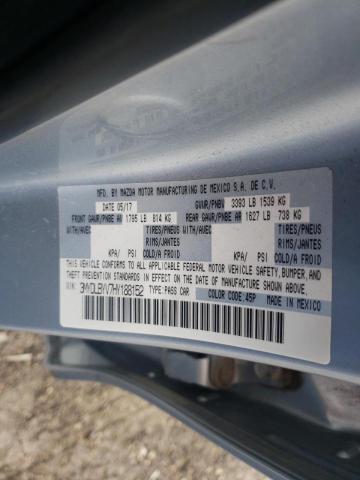 MFD. BY MAZDA MOTOR MANUFACTURING DE MEXICO S.A. DE C.V.
DATE 05/17 GVWR/PNBV 3393 LB 1539 KG
FRONT GAWR/PNBE AV 1765 LB 814 KG REAR GAWR/PNBE AR 1627 LB 738 KG
WITH/AVEC TIRES/PNEUS WITH/AVEC TIRES/PNEUS
RIMS/JANTES, RIMS/JANTES,
KPA/ PSI COLD/A FROID KPA/ PSI COLD/A FROID
THIS VEHICLE CONFORMS TO ALL APPLICABLE FEDERAL MOTOR VEHICLE SAFETY, BUMPER, AND
THEFT PREVENTION STANDARDS IN EFFECT ON THE DATE OF MANUFACTURE SHOWN ABOVE.
VIN: TYPE: PASS CAR COLOR CODE: 45P MADE IN MEXICO